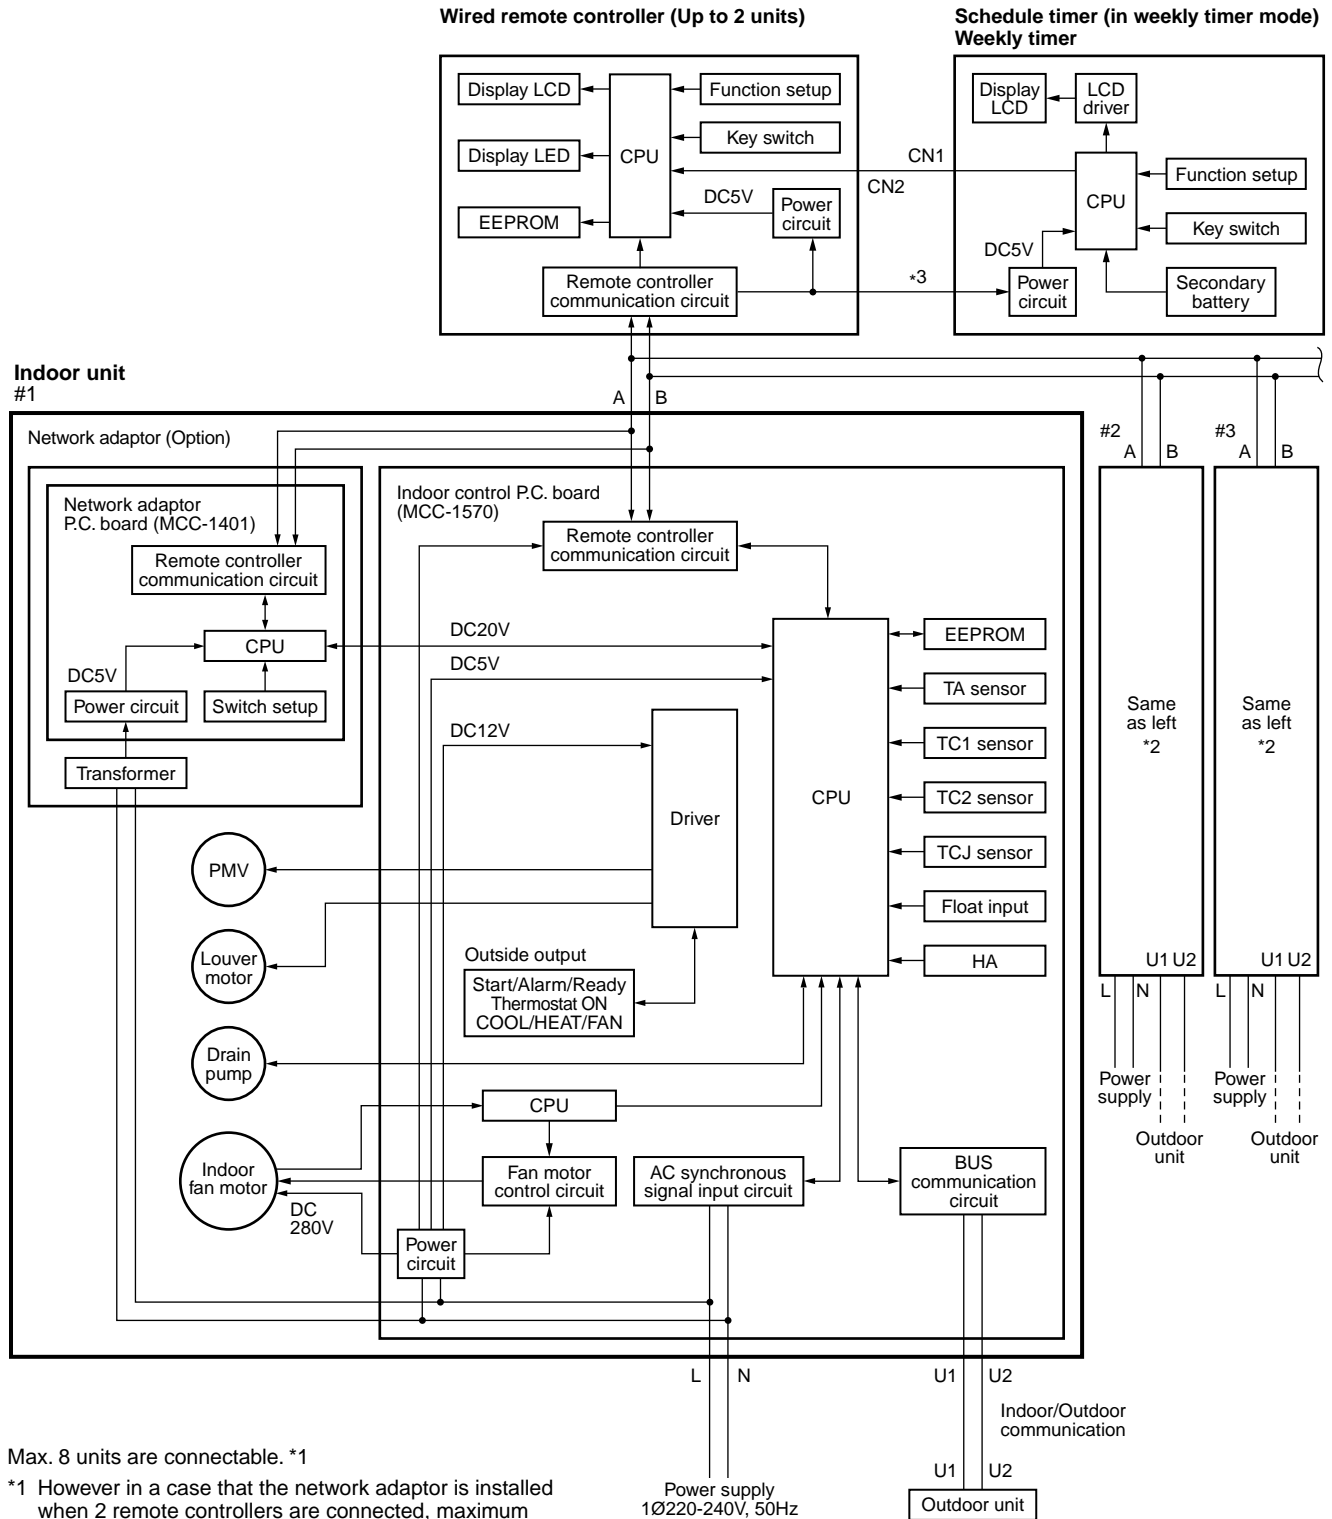 Wired remote controller (Up to 2 units)
Schedule timer (in weekly timer mode)
Weekly timer
Display LCD
CPU
Function setup
Key switch
Display LED
DC5V
Power
circuit
EEPROM
Remote controller
communication circuit
CN1
CN2
*3
Display
LCD
LCD
driver
CPU
Function setup
Key switch
DC5V
Power
circuit
Secondary
battery
Indoor unit
#1
A
B
Network adaptor (Option)
Network adaptor
P.C. board (MCC-1401)
Remote controller
communication circuit
CPU
DC5V
Power circuit
Switch setup
Transformer
Indoor control P.C. board
(MCC-1570)
Remote controller
communication circuit
DC20V
DC5V
DC12V
Driver
CPU
EEPROM
TA sensor
TC1 sensor
TC2 sensor
TCJ sensor
Float input
HA
PMV
Louver
motor
Drain
pump
Indoor
fan motor
Outside output
Start/Alarm/Ready
Thermostat ON
COOL/HEAT/FAN
CPU
Fan motor
control circuit
AC synchronous
signal input circuit
BUS
communication
circuit
DC
280V
Power
circuit
#2
A
B
Same
as left
*2
U1 U2
L
N
Power
supply
Outdoor
unit
#3
A
B
Same
as left
*2
U1 U2
L
N
Power
supply
Outdoor
unit
L
N
U1
U2
Indoor/Outdoor
communication
U1
U2
Power supply
1Ø220-240V, 50Hz
Outdoor unit
Max. 8 units are connectable. *1
*1 However in a case that the network adaptor is installed
when 2 remote controllers are connected, maximum